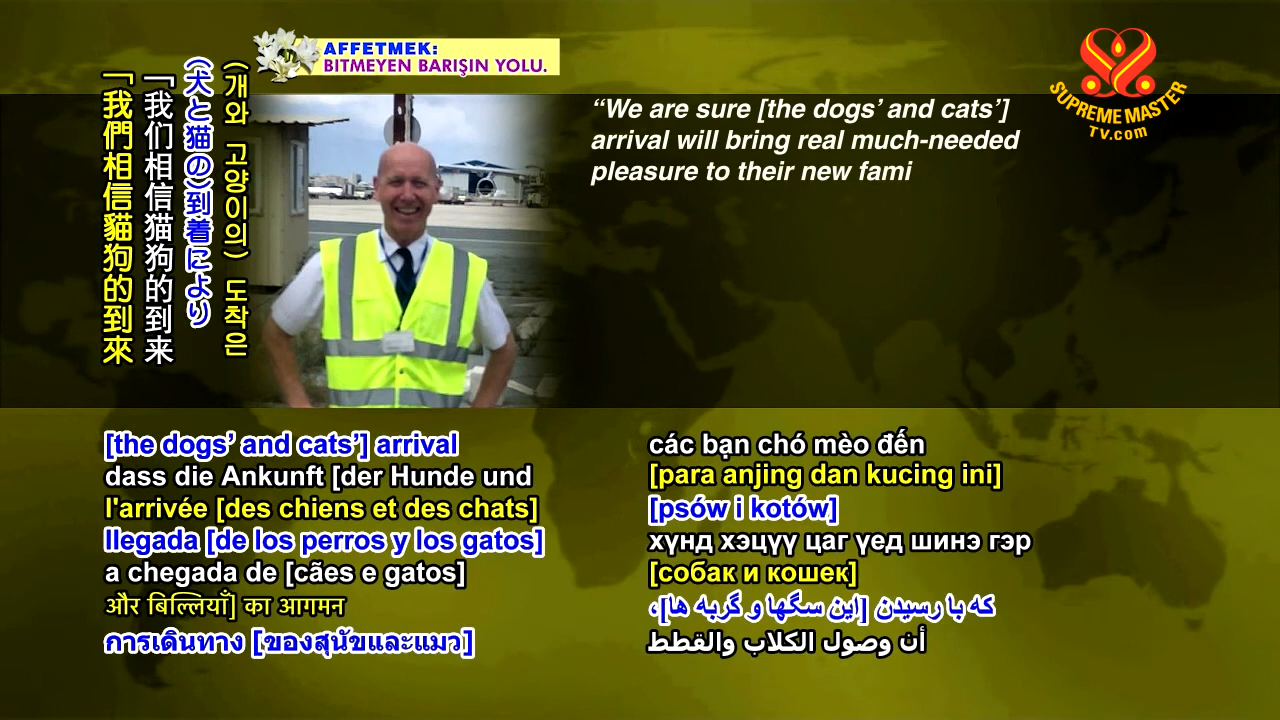 AFFETMEK:
BITMEYEN BARIŞIN YOLU.
SUPREME MASTER
TV.com
(개와 고양이의) 도착은
(犬と猫の)到着により
「我们相信猫狗的到来
「我們相信貓狗的到來
“We are sure [the dogs’ and cats’]
arrival will bring real much-needed
pleasure to their new fami
[the dogs’ and cats’] arrival
dass die Ankunft [der Hunde und
l'arrivée [des chiens et des chats]
llegada [de los perros y los gatos]
a chegada de [cães e gatos]
और बिल्लियाँ] का आगमन
การเดินทาง [ของสุนัขและแมว]
các bạn chó mèo đến
[para anjing dan kucing ini]
[psów i kotów]
хүнд хэцүү цаг үед шинэ гэр
[собак и кошек]
که با رسیدن [این سگها و گربه ها]،
أن وصول الكلاب والقطط